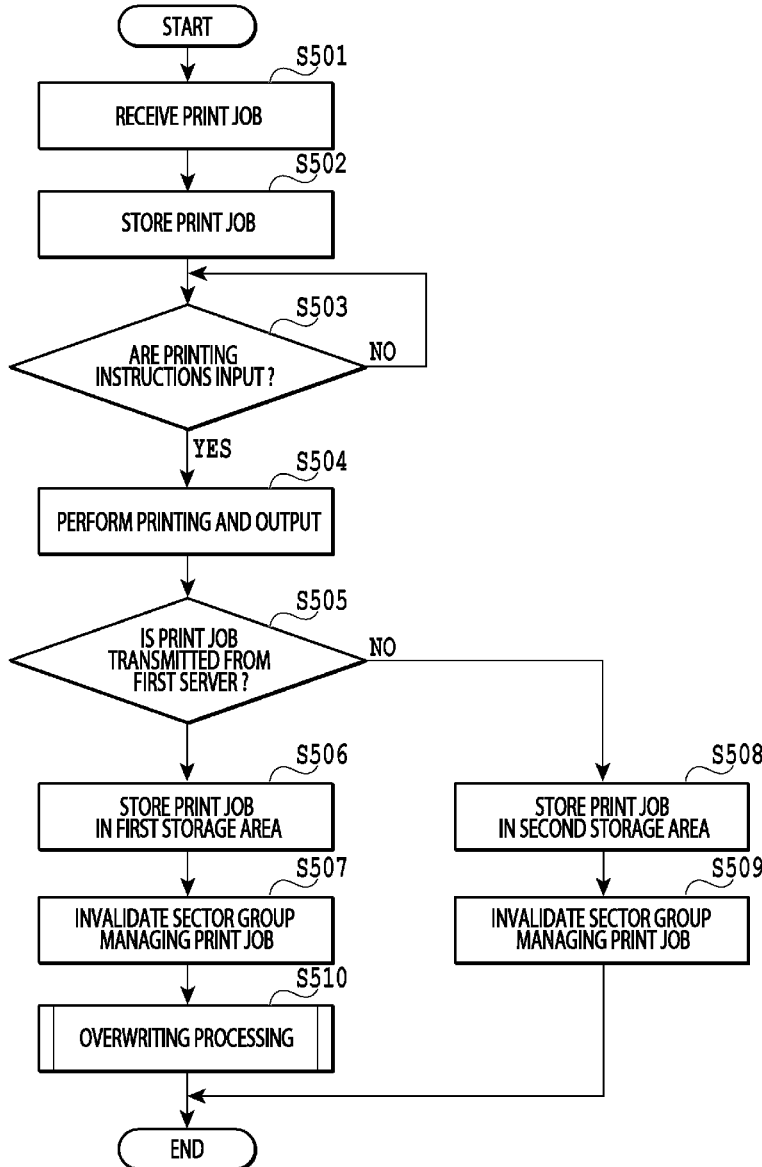 START
S501
RECEIVE PRINT JOB
S502
STORE PRINT JOB
S503
ARE PRINTING
INSTRUCTIONS INPUT ?
NO
YES
S504
PERFORM PRINTING AND OUTPUT
S505
IS PRINT JOB
TRANSMITTED FROM
FIRST SERVER ?
NO
S506
STORE PRINT JOB
IN FIRST STORAGE AREA
S508
STORE PRINT JOB
IN SECOND STORAGE AREA
S507
INVALIDATE SECTOR GROUP
MANAGING PRINT JOB
S509
INVALIDATE SECTOR GROUP
MANAGING PRINT JOB
S510
OVERWRITING PROCESSING
END